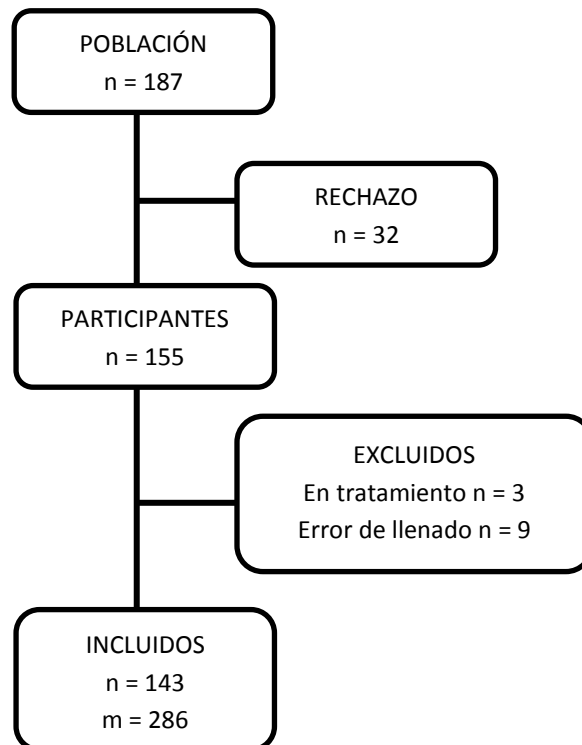 POBLACIÓN
n = 187
RECHAZO
n = 32
PARTICIPANTES
n = 155
EXCLUIDOS
En tratamiento n = 3
Error de llenado n = 9
INCLUIDOS
n = 143
m = 286